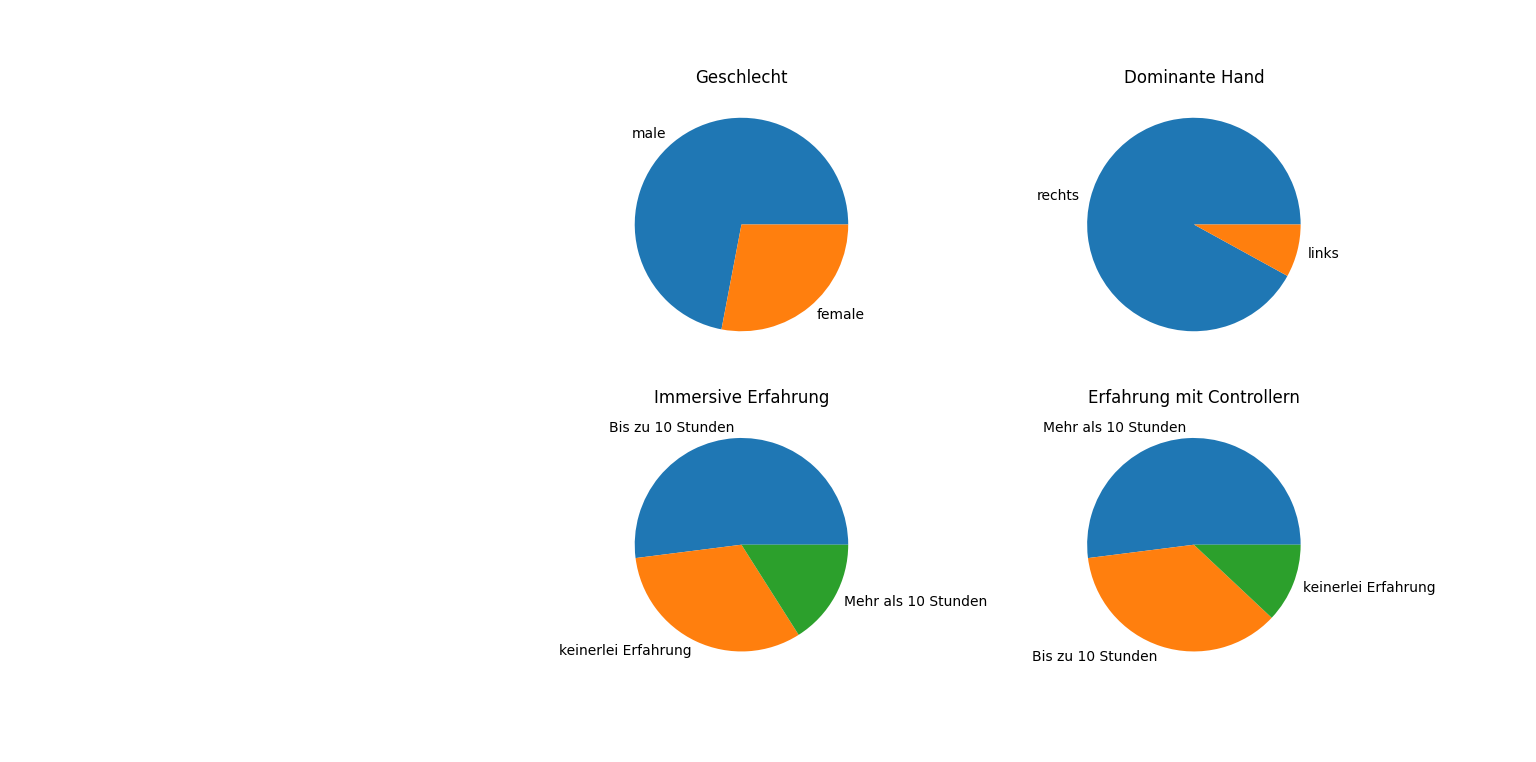 Geschlecht
male
female
Dominante Hand
rechts
links
Immersive Erfahrung
Bis zu 10 Stunden
keinerlei Erfahrung
Mehr als 10 Stunden
Erfahrung mit Controllern
Mehr als 10 Stunden
Bis zu 10 Stunden
keinerlei Erfahrung